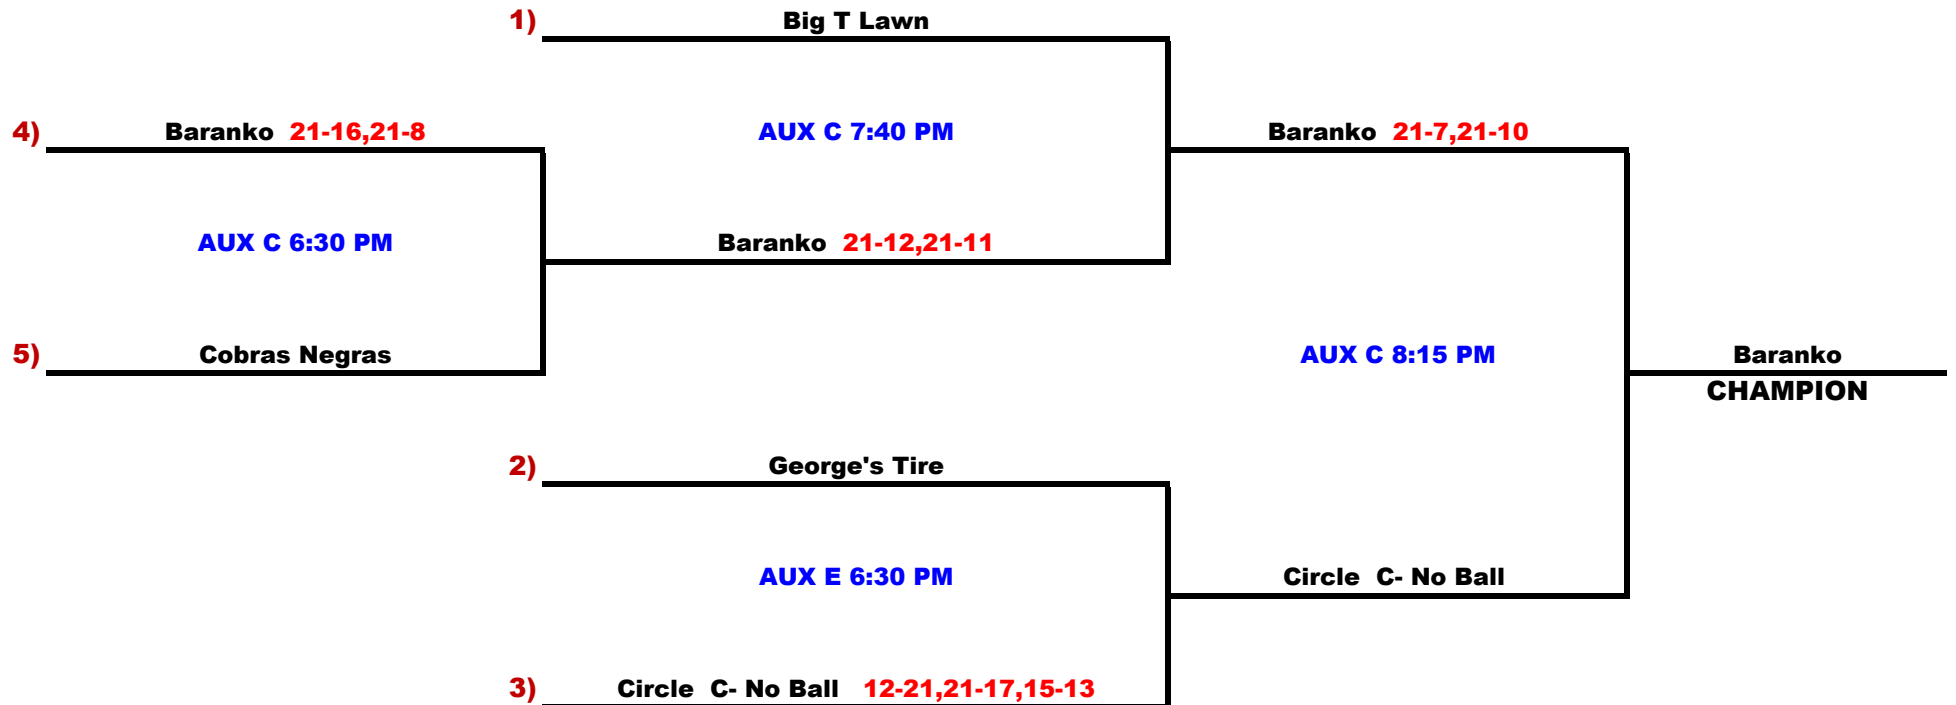 1) Big T Lawn
4) Baranko 21-16,21-8 AUX C 7:40 PM Baranko 21-7,21-10
AUX C 6:30 PM Baranko 21-12,21-11
5) Cobras Negras AUX C 8:15 PM Baranko
CHAMPION
2) George's Tire
AUX E 6:30 PM Circle C- No Ball
3) Circle C- No Ball 12-21,21-17,15-13